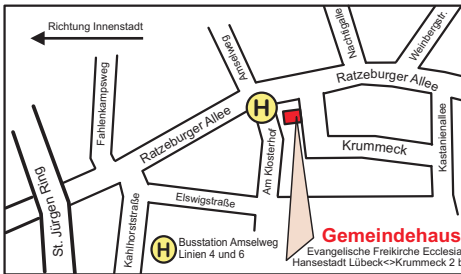 Richtung Innenstadt
Fahlenkampsweg
Amselweg
Nachtigalle
Weinbergstr.
Ratzeburger Allee
H
Ratzeburger Allee
Am Klosterhof
Krummeck
Kastanienallee
St. Jürgen Ring
Kahlhorststraße
Elswigstraße
H
Busstation Amselweg
Linien 4 und 6
Gemeindehaus
Evangelische Freikirche Ecclesia
Hansestadt Lübeck<>Krummeck 2 b